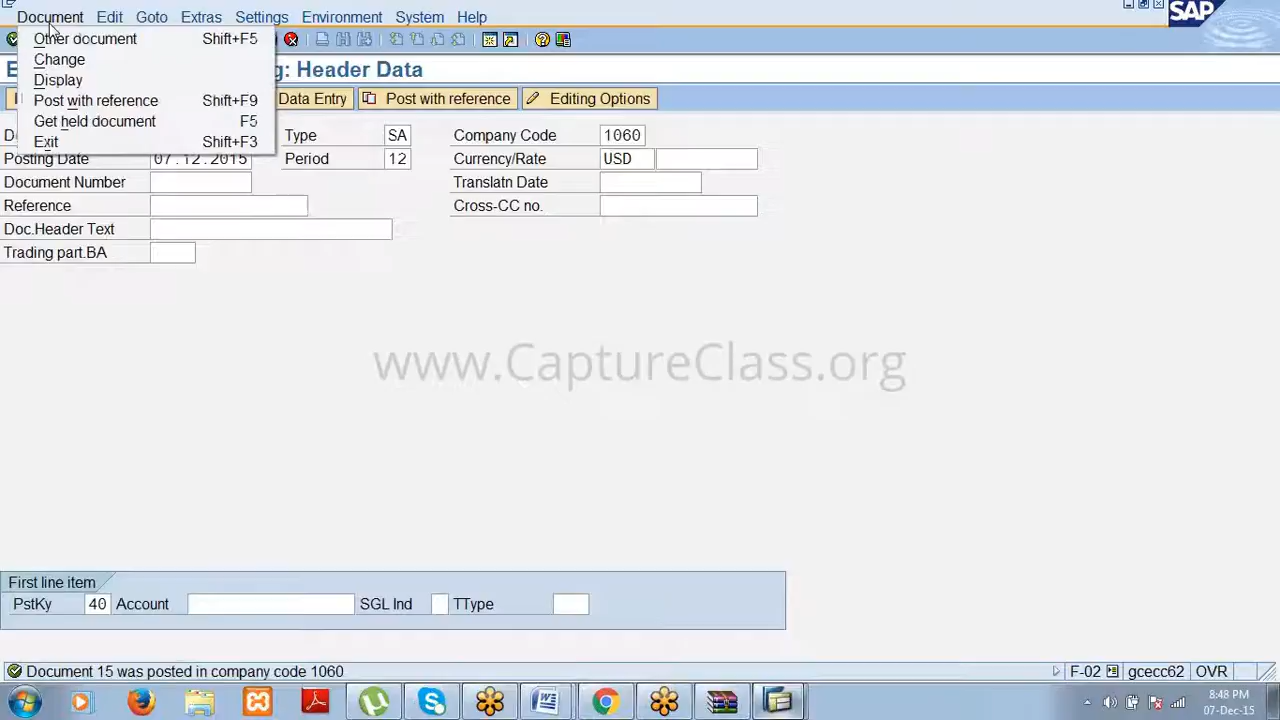 Document Edit Goto Extras Settings Environment System Help
SAP
Other document Shift+F5
Change
Display
Post with reference Shift+F9
Get held document F5
Exit Shift+F3
g: Header Data
Data Entry Post with reference Editing Options
Type SA Company Code 1060
Posting Date 07.12.2015 Period 12 Currency/Rate USD
Document Number Translatn Date
Reference Cross-CC no.
Doc.Header Text
Trading part.BA
www.CaptureClass.org
First line item
PstKy 40 Account SGL Ind TType
Document 15 was posted in company code 1060 F-02 gcecc62 OVR
8:48 PM
07-Dec-15